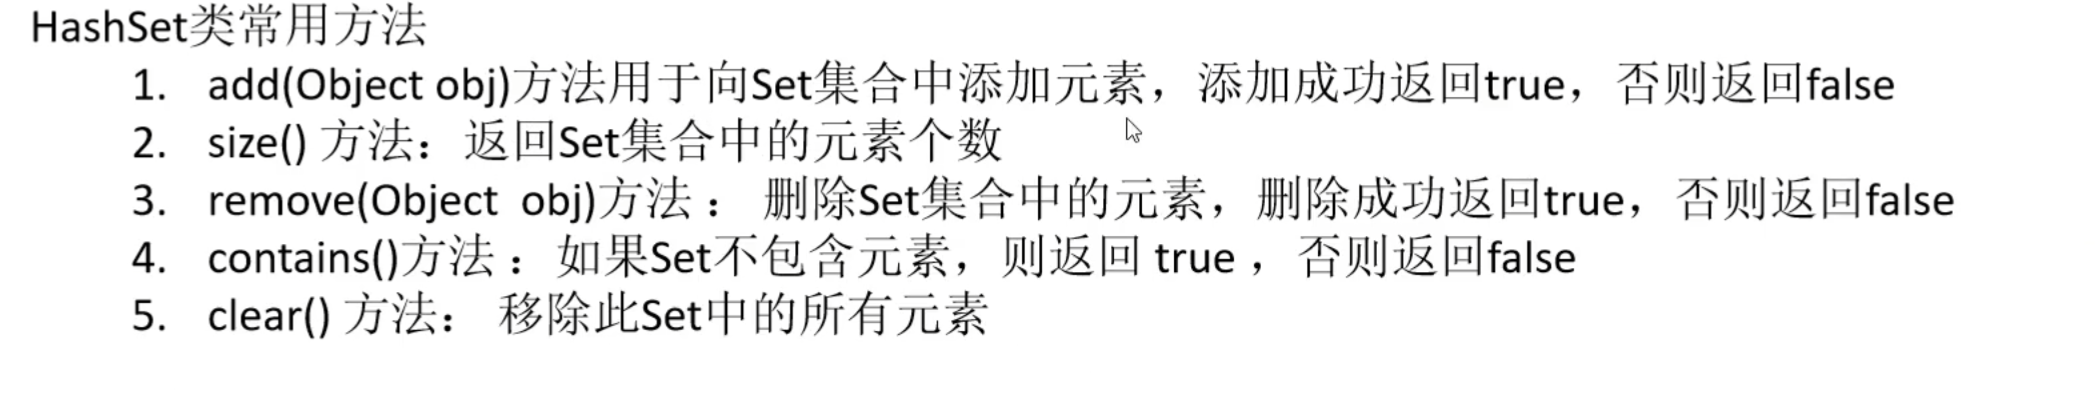 HashSet类常用方法
1. add(Object obj)方法用于向Set集合中添加元素，添加成功返回true，否则返回false
2. size() 方法：返回Set集合中的元素个数
3. remove(Object obj)方法 ： 删除Set集合中的元素，删除成功返回true，否则返回false
4. contains()方法 ：如果Set不包含元素，则返回 true ，否则返回false
5. clear() 方法： 移除此Set中的所有元素